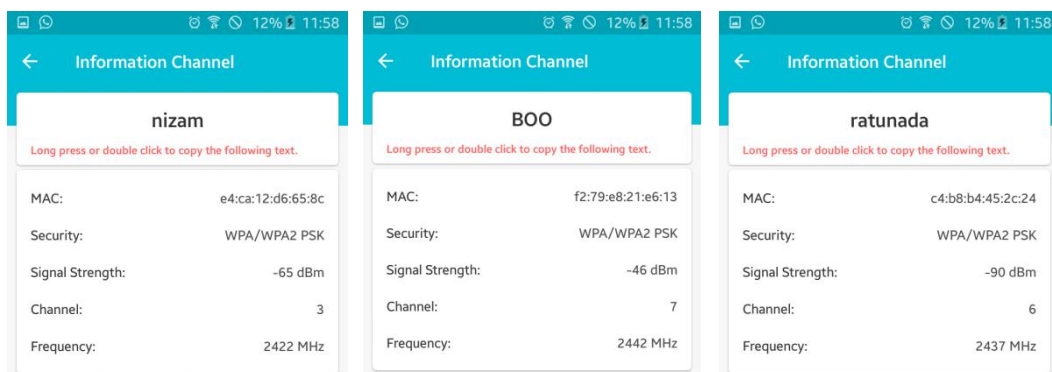 12% 11:58
Information Channel
nizam
Long press or double click to copy the following text.
MAC: e4:ca:12:d6:65:8c
Security: WPA/WPA2 PSK
Signal Strength: -65 dBm
Channel: 3
Frequency: 2422 MHz
12% 11:58
Information Channel
BOO
Long press or double click to copy the following text.
MAC: f2:79:e8:21:e6:13
Security: WPA/WPA2 PSK
Signal Strength: -46 dBm
Channel: 7
Frequency: 2442 MHz
12% 11:58
Information Channel
ratunada
Long press or double click to copy the following text.
MAC: c4:b8:b4:45:2c:24
Security: WPA/WPA2 PSK
Signal Strength: -90 dBm
Channel: 6
Frequency: 2437 MHz